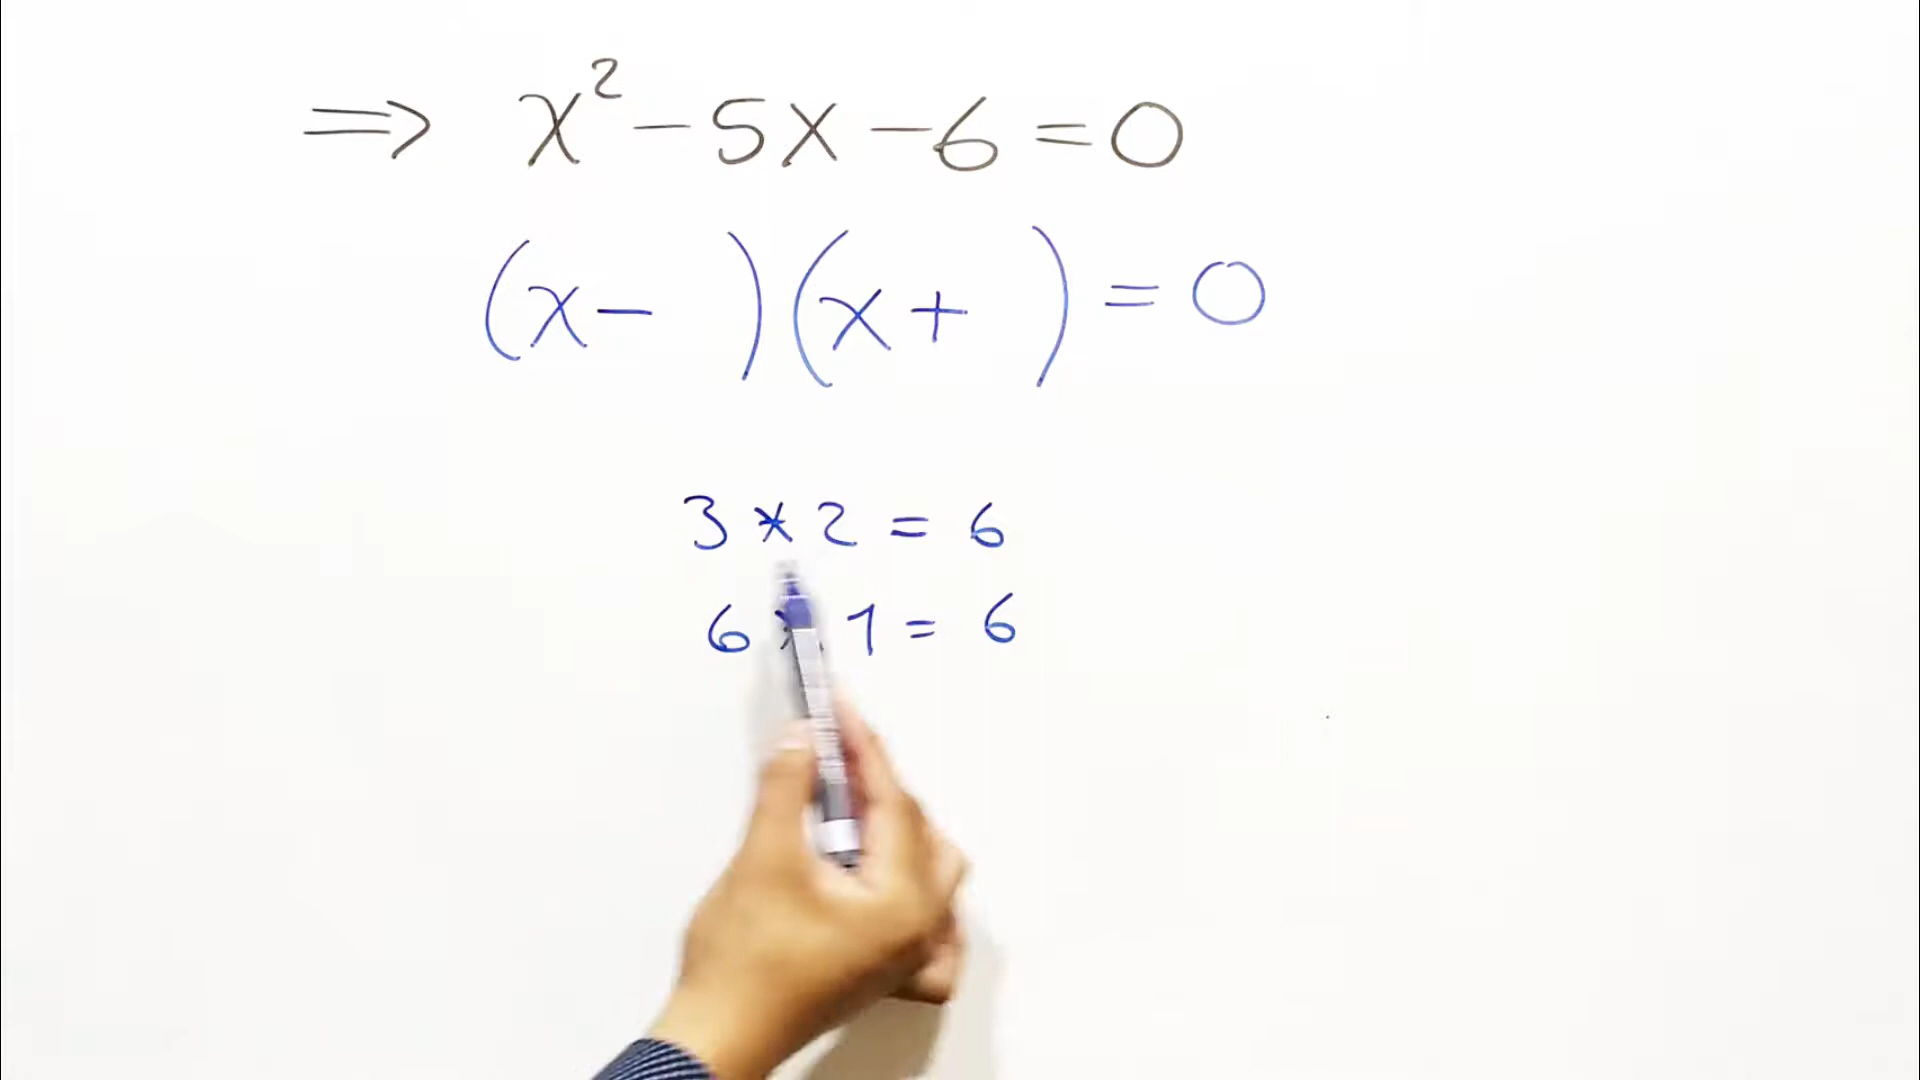 ⇒ x² - 5x - 6 = 0
(x -  )(x +  ) = 0
3 * 2 = 6
6 * 1 = 6